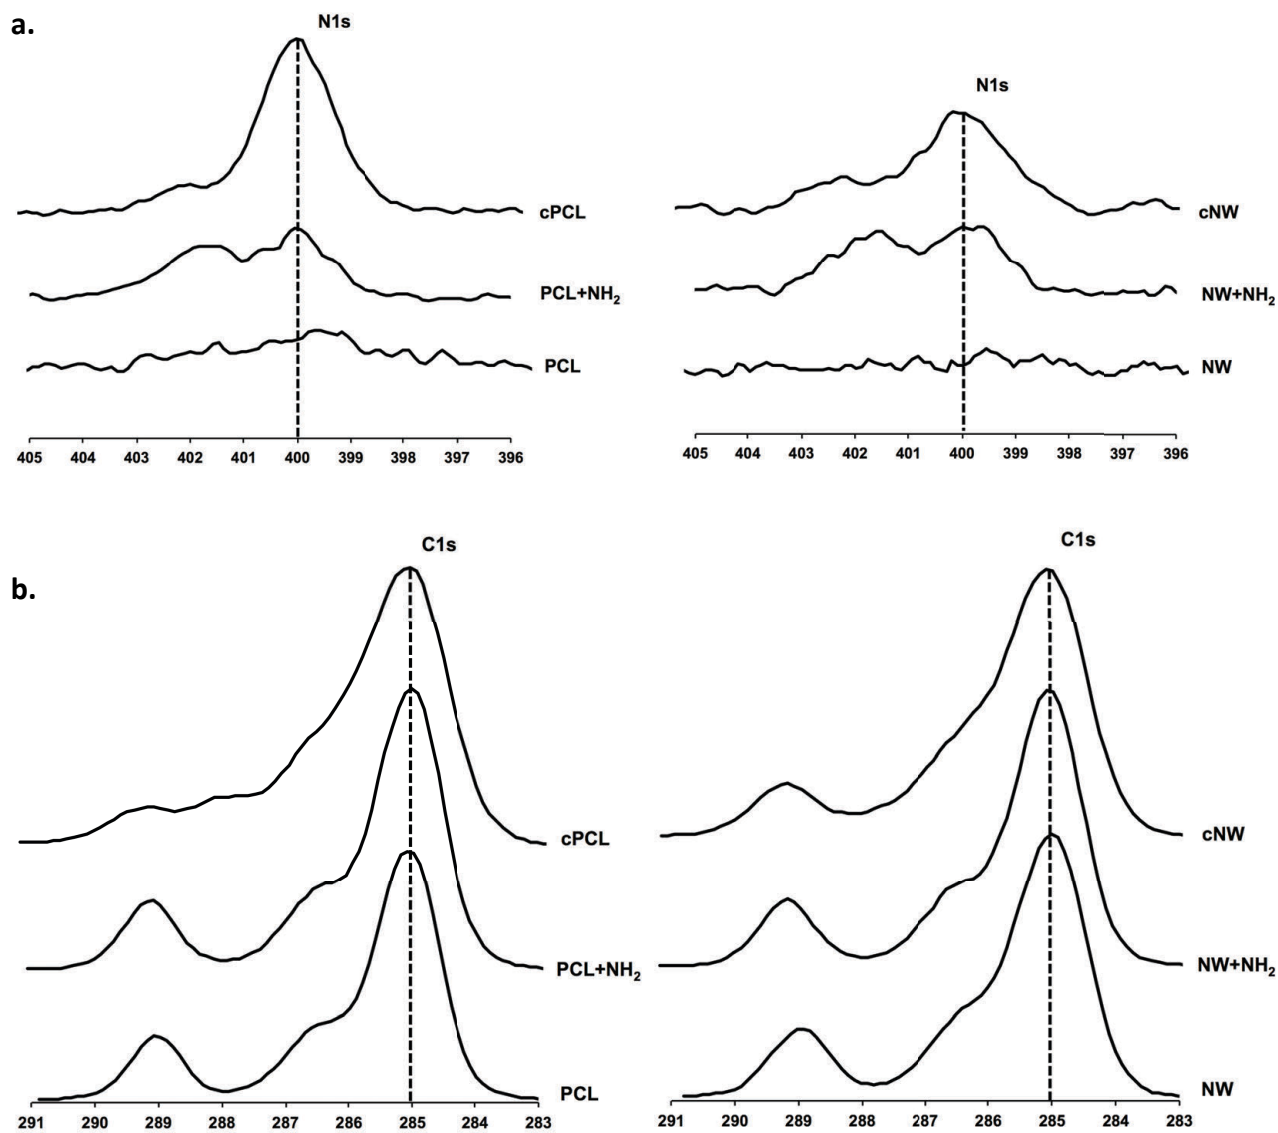 a.
N1s
cPCL
PCL+NH2
PCL
405 404 403 402 401 400 399 398 397 396
N1s
cNW
NW+NH2
NW
405 404 403 402 401 400 399 398 397 396
b.
C1s
cPCL
PCL+NH2
PCL
291 290 289 288 287 286 285 284 283
C1s
cNW
NW+NH2
NW
291 290 289 288 287 286 285 284 283